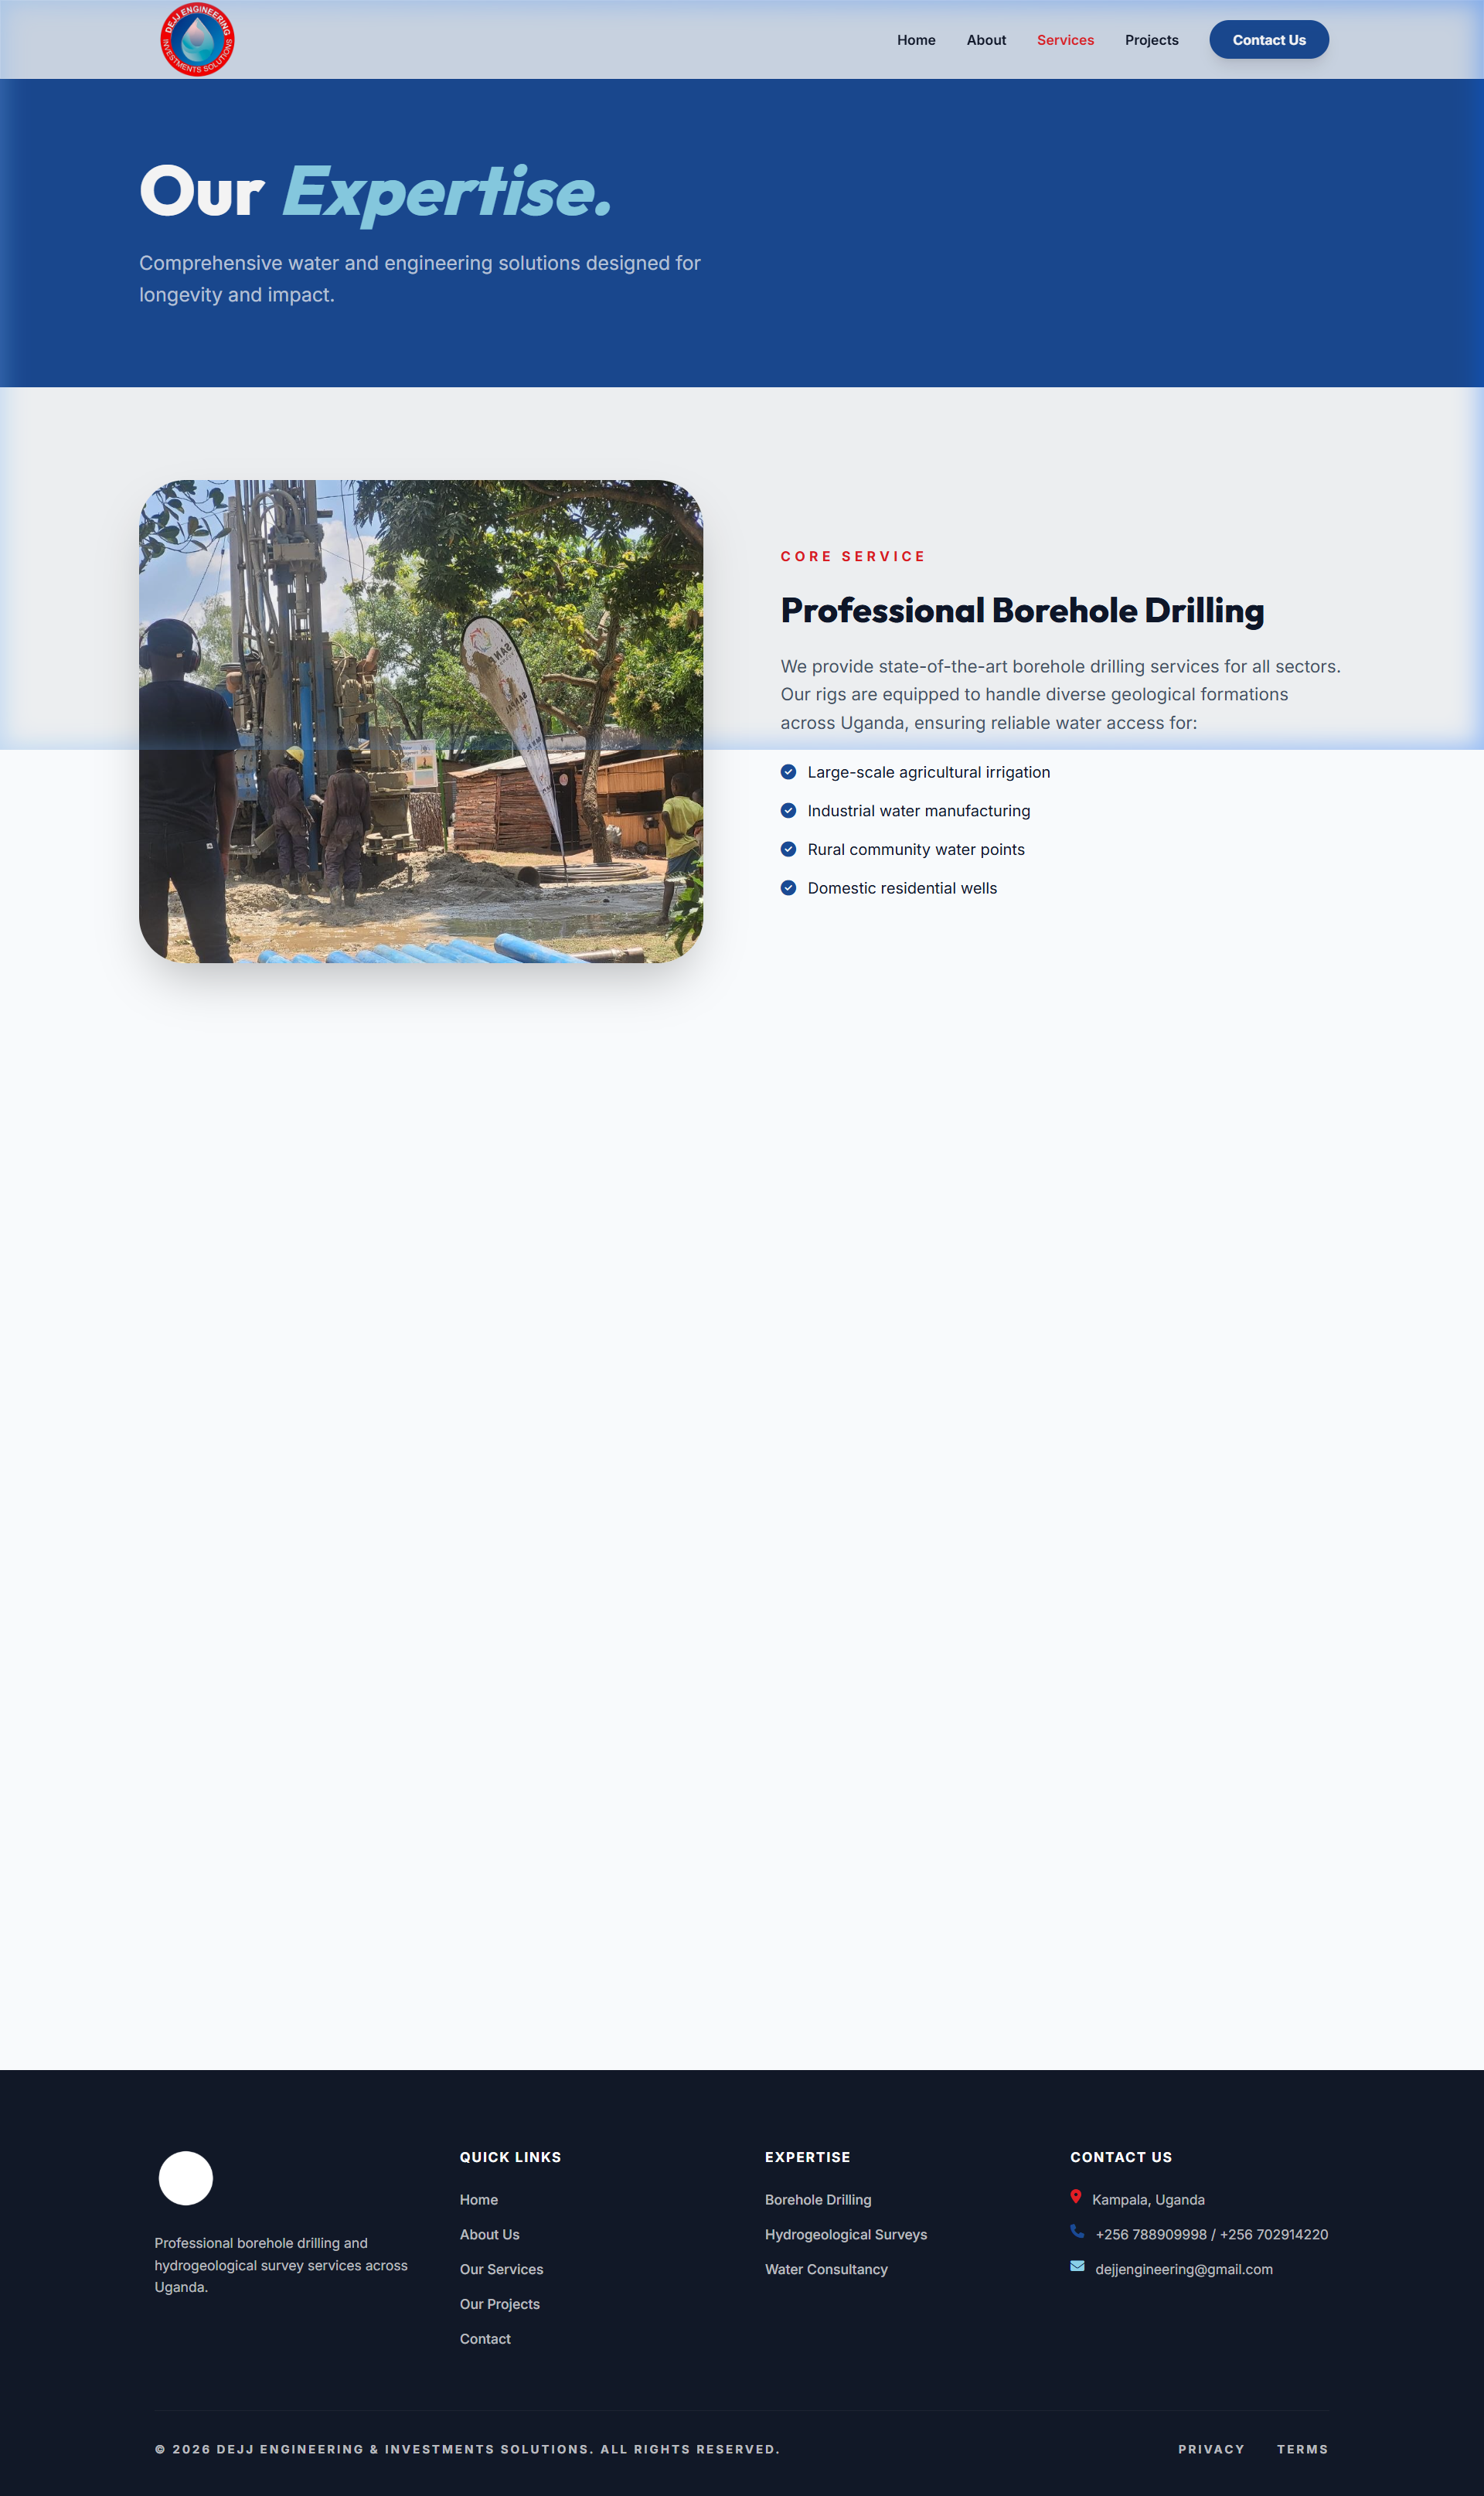 DEJJ ENGINEERING
INVESTMENTS SOLUTIONS
Home
About
Services
Projects
Contact Us
Our Expertise.
Comprehensive water and engineering solutions designed for
longevity and impact.
CORE SERVICE
Professional Borehole Drilling
We provide state-of-the-art borehole drilling services for all sectors.
Our rigs are equipped to handle diverse geological formations
across Uganda, ensuring reliable water access for:
Large-scale agricultural irrigation
Industrial water manufacturing
Rural community water points
Domestic residential wells
Professional borehole drilling and
hydrogeological survey services across
Uganda.
QUICK LINKS
Home
About Us
Our Services
Our Projects
Contact
EXPERTISE
Borehole Drilling
Hydrogeological Surveys
Water Consultancy
CONTACT US
Kampala, Uganda
+256 788909998 / +256 702914220
dejjengineering@gmail.com
© 2026 DEJJ ENGINEERING & INVESTMENTS SOLUTIONS. ALL RIGHTS RESERVED.
PRIVACY
TERMS